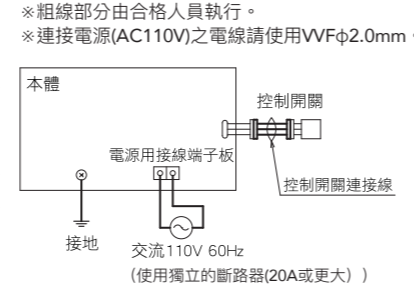 ※粗線部分由合格人員執行。
※連接電源(AC110V)之電線請使用VVFφ2.0mm。
本體
控制開關
電源用接線端子板
控制開關連接線
接地
交流110V 60Hz
（使用獨立的斷路器(20A或更大））